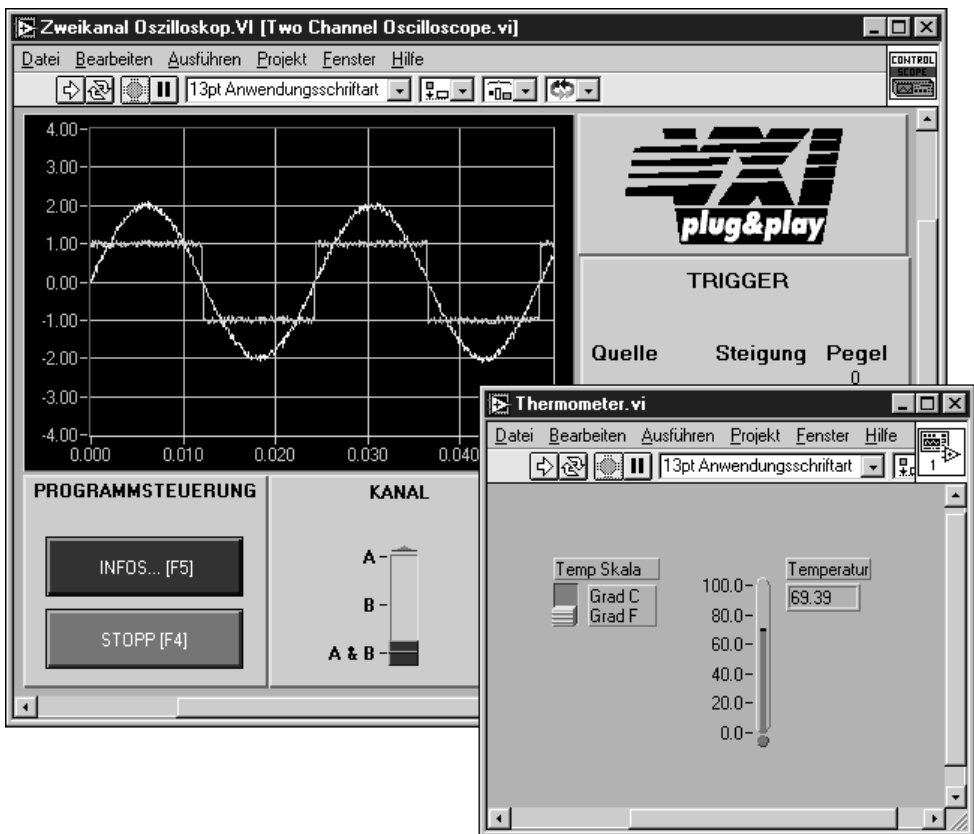 Zweikanal Oszilloskop.VI [Two Channel Oscilloscope.vi]
Datei Bearbeiten Ausführen Projekt Fenster Hilfe
CONTROL
SCOPE
13pt Anwendungsschriftart
4.00
3.00
2.00
1.00
0.00
-1.00
-2.00
-3.00
-4.00
0.000 0.010 0.020 0.030 0.040
VXI
plug&play
TRIGGER
Quelle Steigung Pegel
0
PROGRAMMSTEUERUNG
INFOS... [F5]
STOPP [F4]
KANAL
A
B
A & B
Thermometer.vi
Datei Bearbeiten Ausführen Projekt Fenster Hilfe
13pt Anwendungsschriftart
1
Temp Skala
Grad C
Grad F
100.0
80.0
60.0
40.0
20.0
0.0
Temperatur
69.39